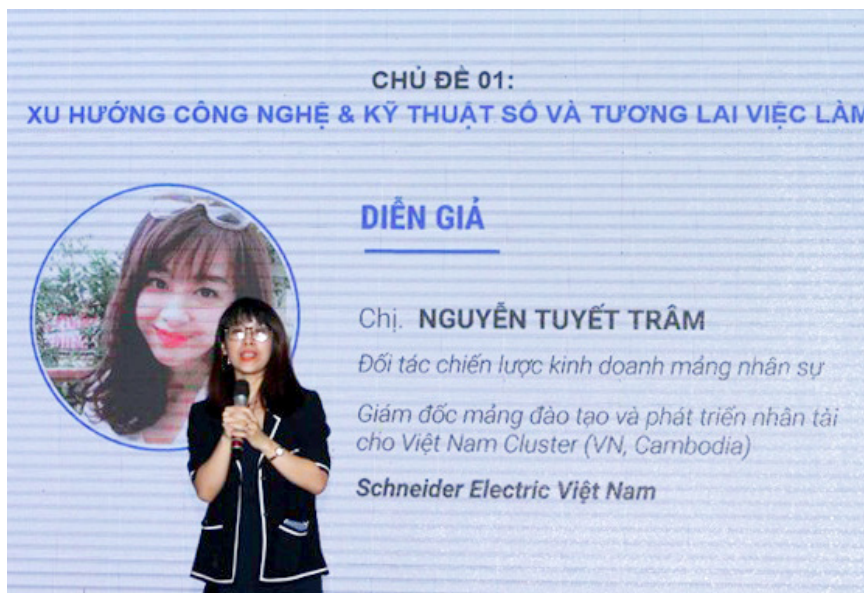 CHỦ ĐỀ 01:
XU HƯỚNG CÔNG NGHỆ & KỸ THUẬT SỐ VÀ TƯƠNG LAI VIỆC LÀM
DIỄN GIẢ
Chị. NGUYỄN TUYẾT TRÂM
Đối tác chiến lược kinh doanh mảng nhân sự
Giám đốc mảng đào tạo và phát triển nhân tài
cho Việt Nam Cluster (VN, Cambodia)
Schneider Electric Việt Nam